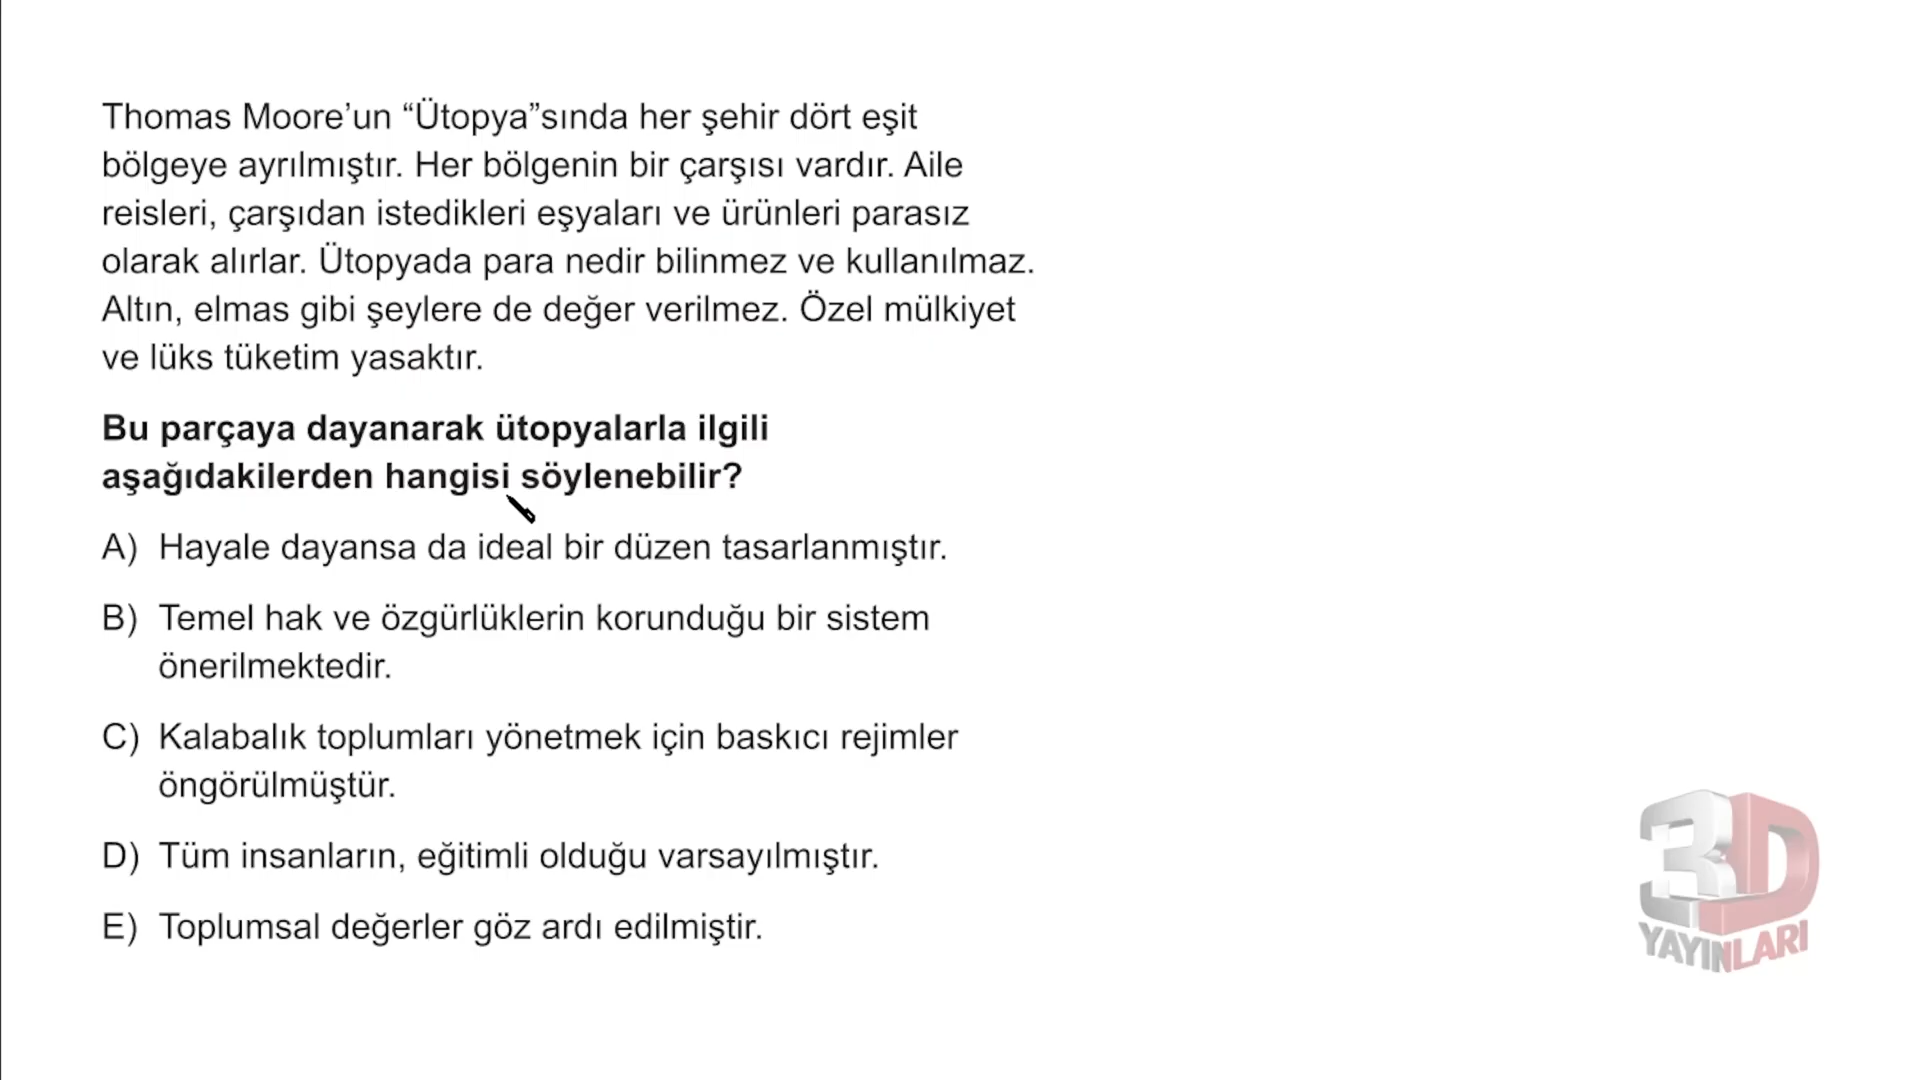 Thomas Moore’un “Ütopya”sında her şehir dört eşit
bölgeye ayrılmıştır. Her bölgenin bir çarşısı vardır. Aile
reisleri, çarşıdan istedikleri eşyaları ve ürünleri parasız
olarak alırlar. Ütopyada para nedir bilinmez ve kullanılmaz.
Altın, elmas gibi şeylere de değer verilmez. Özel mülkiyet
ve lüks tüketim yasaktır.
Bu parçaya dayanarak ütopyalarla ilgili
aşağıdakilerden hangisi söylenebilir?
A) Hayale dayansa da ideal bir düzen tasarlanmıştır.
B) Temel hak ve özgürlüklerin korunduğu bir sistem
önerilmektedir.
C) Kalabalık toplumları yönetmek için baskıcı rejimler
öngörülmüştür.
D) Tüm insanların, eğitimli olduğu varsayılmıştır.
E) Toplumsal değerler göz ardı edilmiştir.
3D
YAYINLARI